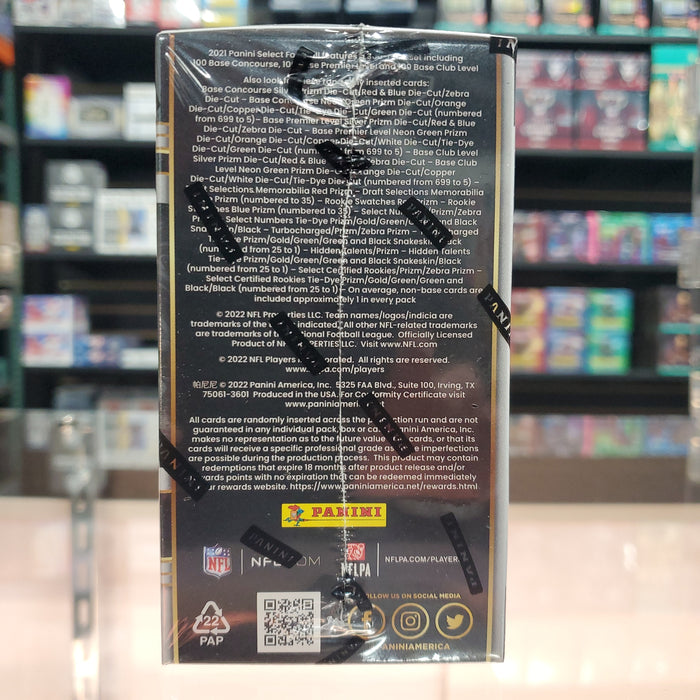 2021 Panini Select Fo ll features set including
100 Base Concourse, 100 Base Premier and 100 Base Club Level
Also look inserted cards:
Base Concourse Silver Prizm Die-Cut/Red & Blue Die-Cut/Zebra
Die-Cut – Base Concourse Neon Green Prizm Die-Cut/Orange
Die-Cut/Copper Die-Cut/Tie-Dye Die-Cut/Green Die-Cut (numbered
from 699 to 5) – Base Premier Level Silver Prizm Die-Cut/Red & Blue
Die-Cut/Zebra Die-Cut – Base Premier Level Neon Green Prizm
Die-Cut/Orange Die-Cut/Copper Die-Cut/White Die-Cut/Tie-Dye
Die-Cut/Green Die-Cut (numbered from 699 to 5) – Base Club Level
Silver Prizm Die-Cut/Red & Blue Die-Cut/Zebra Die-Cut – Base Club
Level Neon Green Prizm Die-Cut/Orange Die-Cut/Copper
Die-Cut/White Die-Cut/Tie-Dye Die-Cut (numbered from 699 to 5) –
t Selections Memorabilia Red Prizm – Draft Selections Memorabilia
Prizm (numbered to 35) – Rookie Swatches Prizm – Rookie
Swatches Blue Prizm (numbered to 35) – Select Numbers/Prizm/Zebra
Prizm – Select Numbers Tie-Dye Prizm/Gold/Green/Green and Black
Snakeskin/Black – Turbocharged/Prizm/Zebra Prizm – Turbocharged
Tie-Dye Prizm/Gold/Green/Green and Black Snakeskin/Black
(numbered from 25 to 1) – Hidden Talents/Prizm – Hidden Talents
Tie-Dye Prizm/Gold/Green/Green and Black Snakeskin/Black
(numbered from 25 to 1) – Select Certified Rookies/Prizm/Zebra Prizm –
Select Certified Rookies Tie-Dye Prizm/Gold/Green/Green and
Black/Black (numbered from 25 to 1) – On average, non-base cards are
included approximately 1 in every pack
© 2022 NFL Properties LLC. Team names/logos/indicia are
trademarks of the indicated. All other NFL-related trademarks
are trademarks of the National Football League. Officially Licensed
Product of NFL PROPERTIES LLC. Visit www.NFL.com
© 2022 NFL Players Incorporated. All rights are reserved.
.com/players
帕尼尼 © 2022 Panini America, Inc. 5325 FAA Blvd., Suite 100, Irving, TX
75061-3601 Produced in the USA. For Conformity Certificate visit
www.paniniamerica.net
All cards are randomly inserted across the production run and are not
guaranteed in any individual pack, box or case. Panini America, Inc.
makes no representation as to the future value of its cards, or that its
cards will receive a specific professional grade as imperfections
are possible during the production process. This product may contain
redemptions that expire 18 months after product release and/or
rewards points with no expiration that can be redeemed immediately
our rewards website. https://www.paniniamerica.net/rewards.html
PANINI
NFL | NFL.COM NFLPA | NFLPA.COM/PLAYERS
FOLLOW US ON SOCIAL MEDIA
22
PAP
PANINIAMERICA